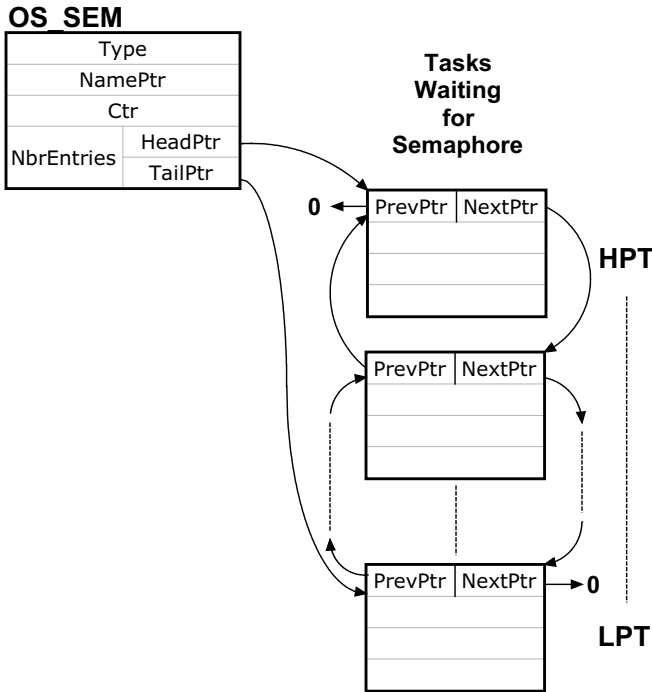 OS_SEM
Type
NamePtr
Ctr
NbrEntries
HeadPtr
TailPtr
Tasks
Waiting
for
Semaphore
0
PrevPtr NextPtr
HPT
PrevPtr NextPtr
PrevPtr NextPtr
0
LPT